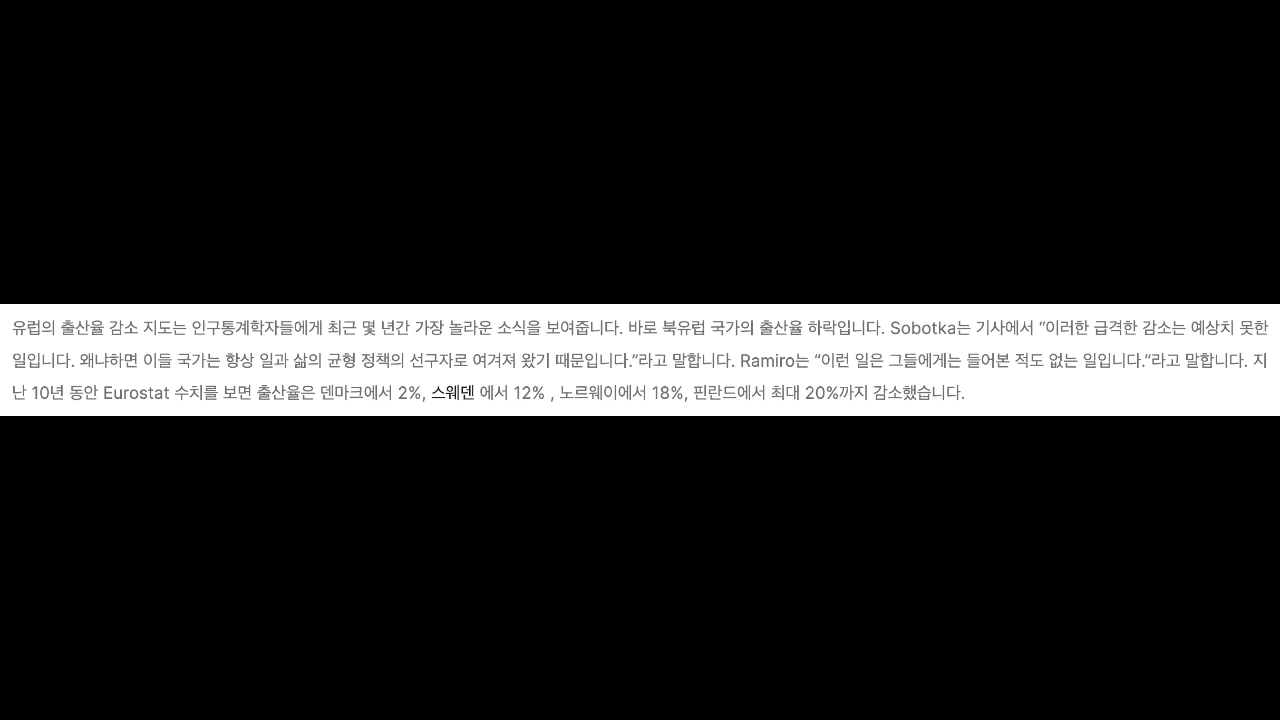 유럽의 출산율 감소 지도는 인구통계학자들에게 최근 몇 년간 가장 놀라운 소식을 보여줍니다. 바로 북유럽 국가의 출산율 하락입니다. Sobotka는 기사에서 “이러한 급격한 감소는 예상치 못한
일입니다. 왜냐하면 이들 국가는 항상 일과 삶의 균형 정책의 선구자로 여겨져 왔기 때문입니다.”라고 말합니다. Ramiro는 “이런 일은 그들에게는 들어본 적도 없는 일입니다.”라고 말합니다. 지
난 10년 동안 Eurostat 수치를 보면 출산율은 덴마크에서 2%, 스웨덴 에서 12% , 노르웨이에서 18%, 핀란드에서 최대 20%까지 감소했습니다.